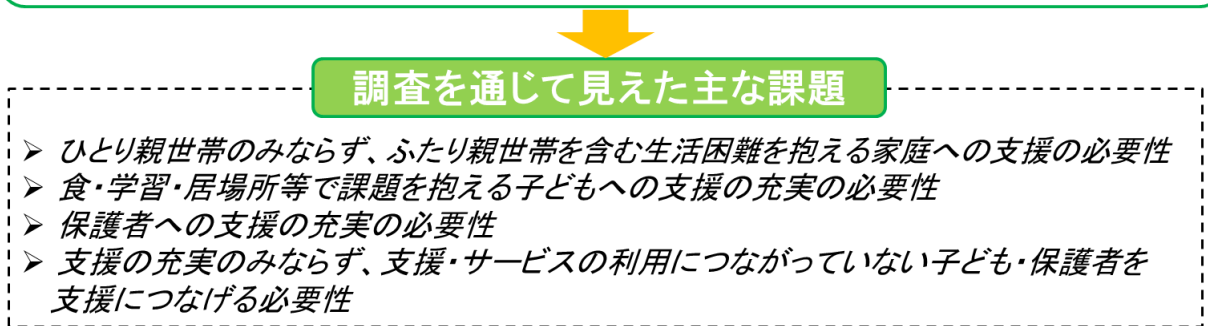 調査を通じて見えた主な課題
➤ ひとり親世帯のみならず、ふたり親世帯を含む生活困難を抱える家庭への支援の必要性
➤ 食・学習・居場所等で課題を抱える子どもへの支援の充実の必要性
➤ 保護者への支援の充実の必要性
➤ 支援の充実のみならず、支援・サービスの利用につながっていない子ども・保護者を
支援につなげる必要性